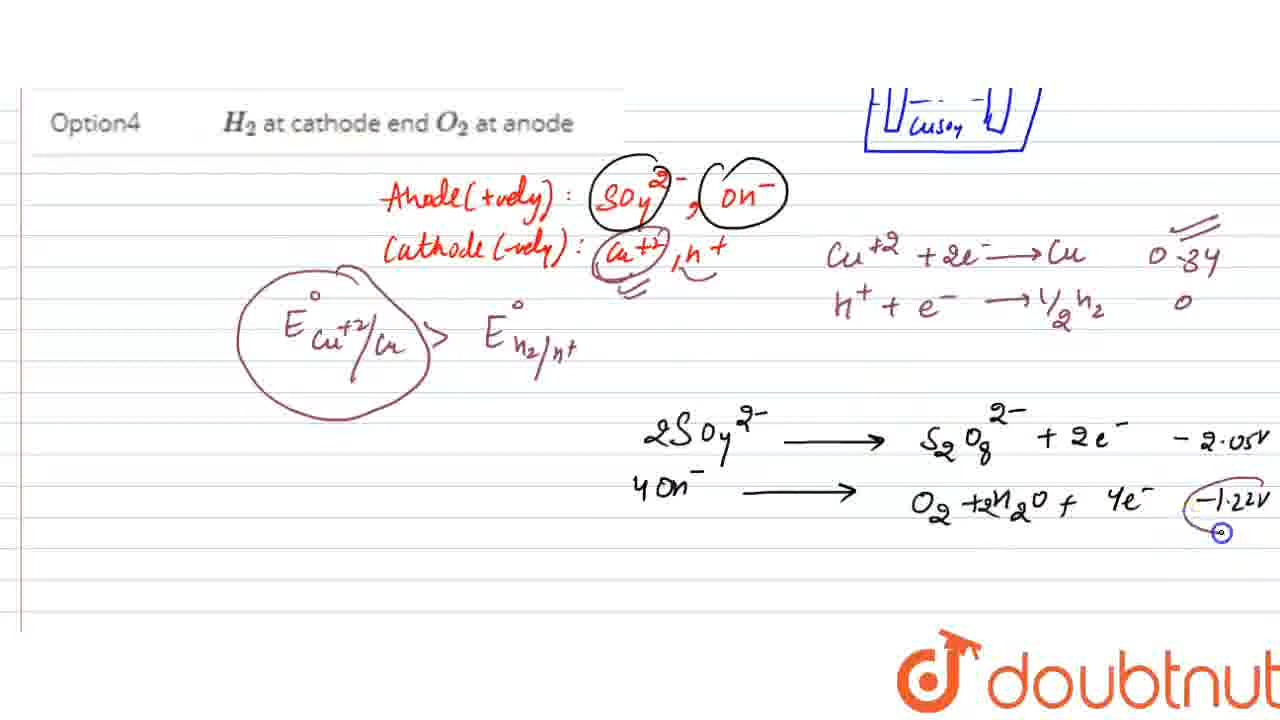 Option4 H₂ at cathode end O₂ at anode
CuSO₄
Anode(+vely) : SO₄²⁻, OH⁻
Cathode(-vely) : Cu⁺², H⁺
Cu⁺² + 2e⁻ → Cu 0.34
H⁺ + e⁻ → 1/2 H₂ 0
E° Cu⁺²/Cu > E° H₂/H⁺
2SO₄²⁻ → S₂O₈²⁻ + 2e⁻ -2.05V
4OH⁻ → O₂ + 2H₂O + 4e⁻ -1.22V
doubtnut